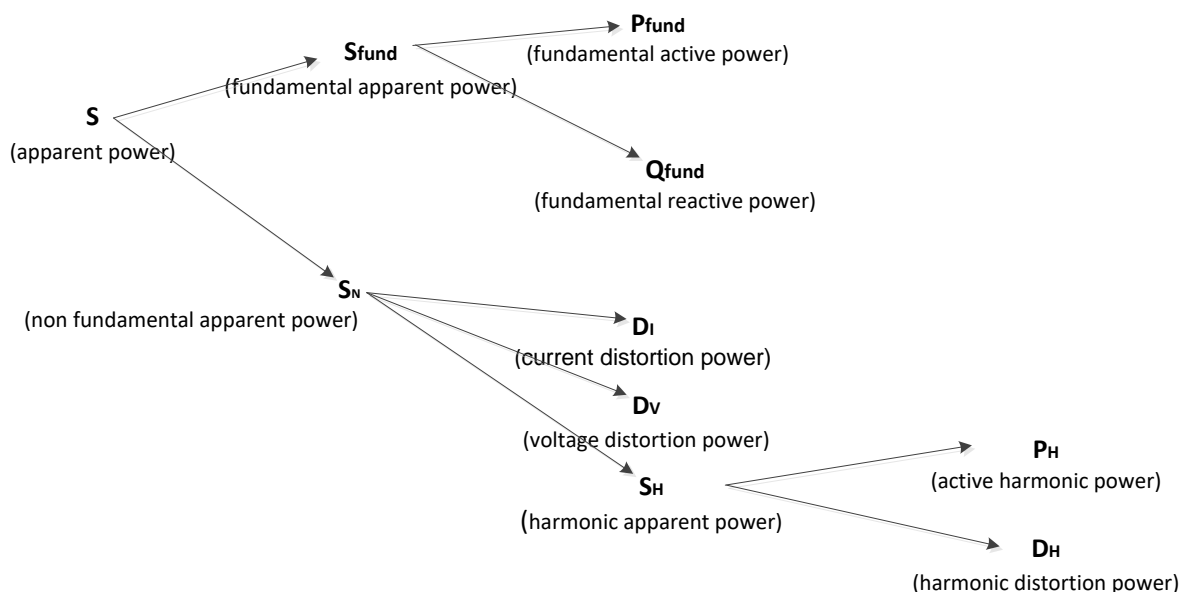 Pfund
(fundamental active power)
Sfund
(fundamental apparent power)
S
(apparent power)
Qfund
(fundamental reactive power)
SN
(non fundamental apparent power)
DI
(current distortion power)
DV
(voltage distortion power)
SH
(harmonic apparent power)
PH
(active harmonic power)
DH
(harmonic distortion power)